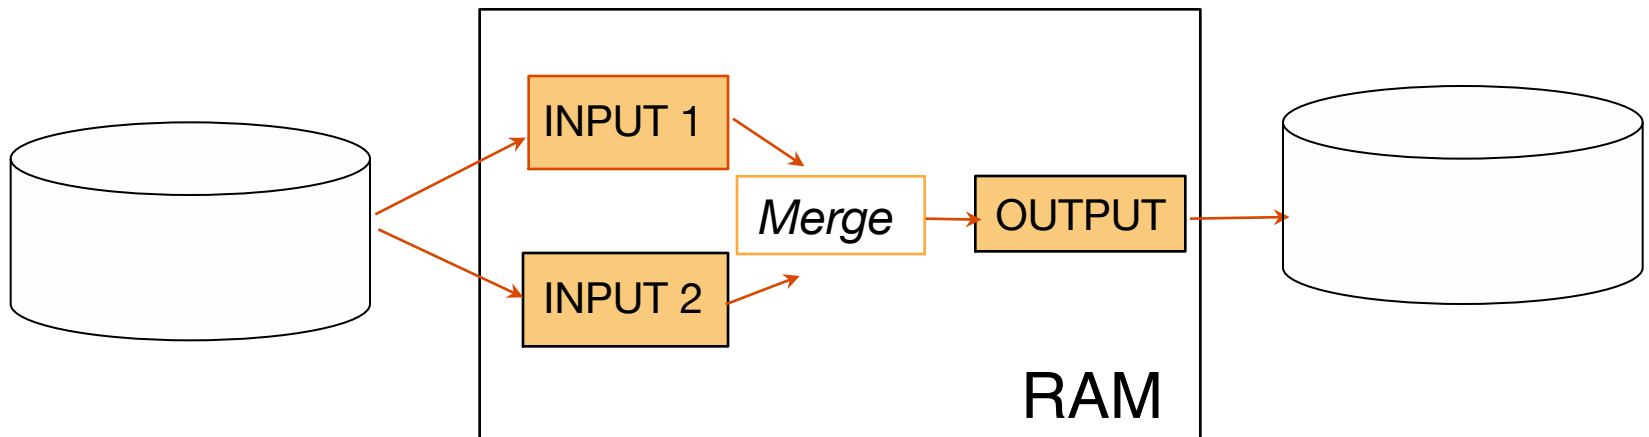 INPUT 1
Merge
OUTPUT
INPUT 2
RAM